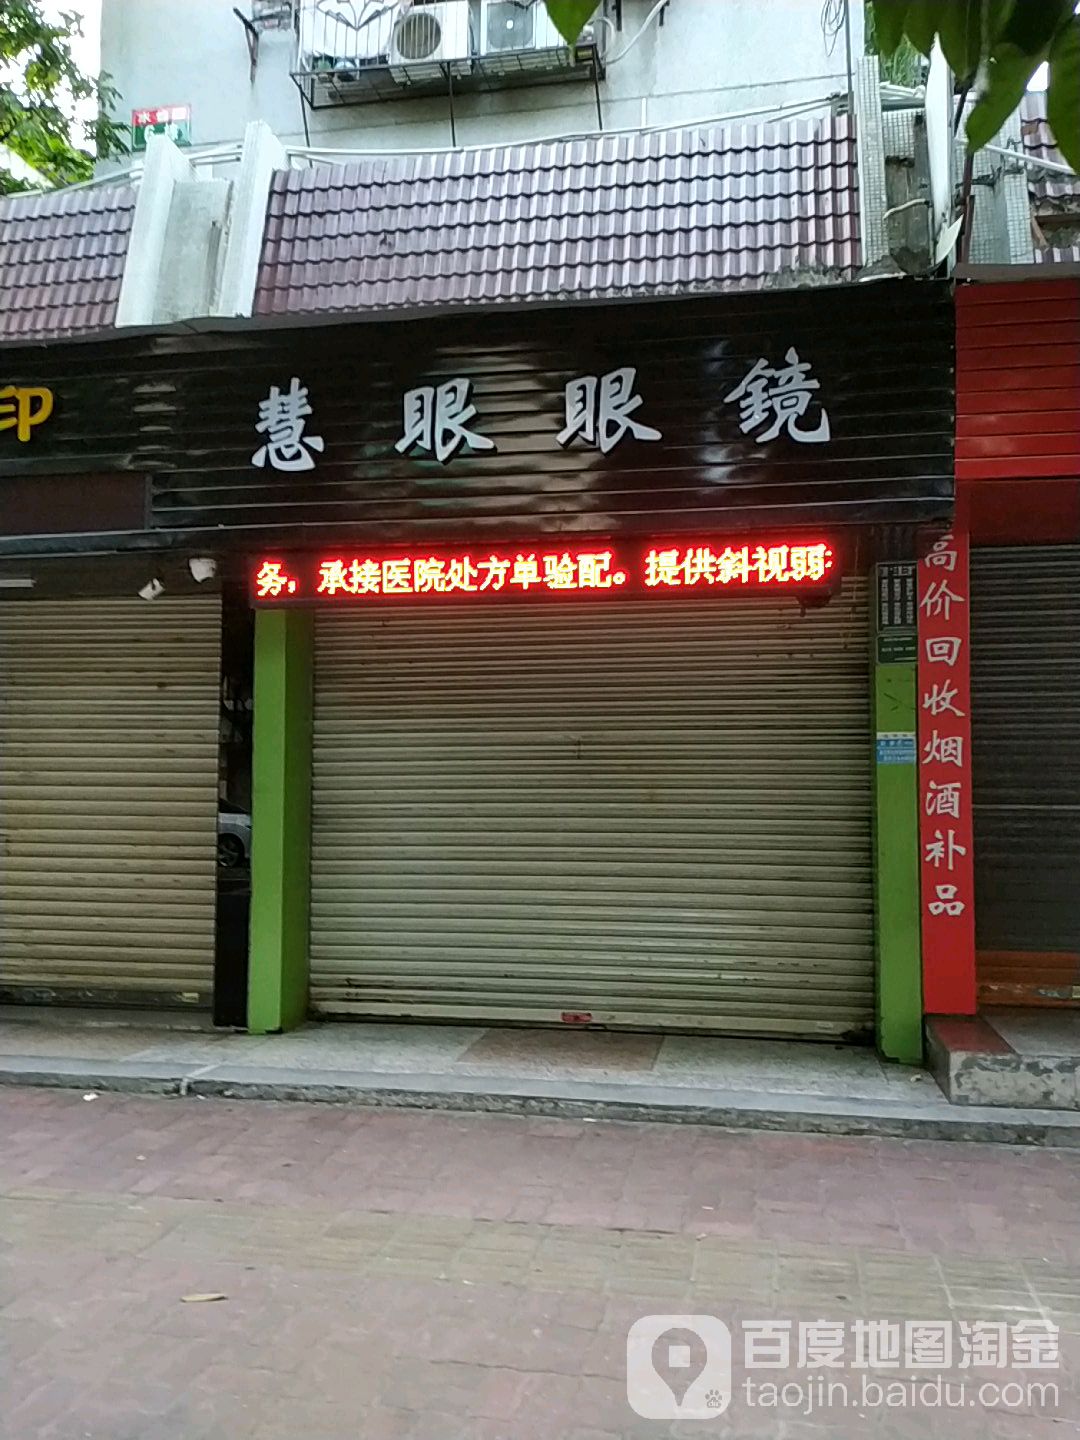 印
慧眼眼鏡
务，承接医院处方单验配。提供斜视弱
高价回收烟酒补品
百度地图淘金
taojin.baidu.com